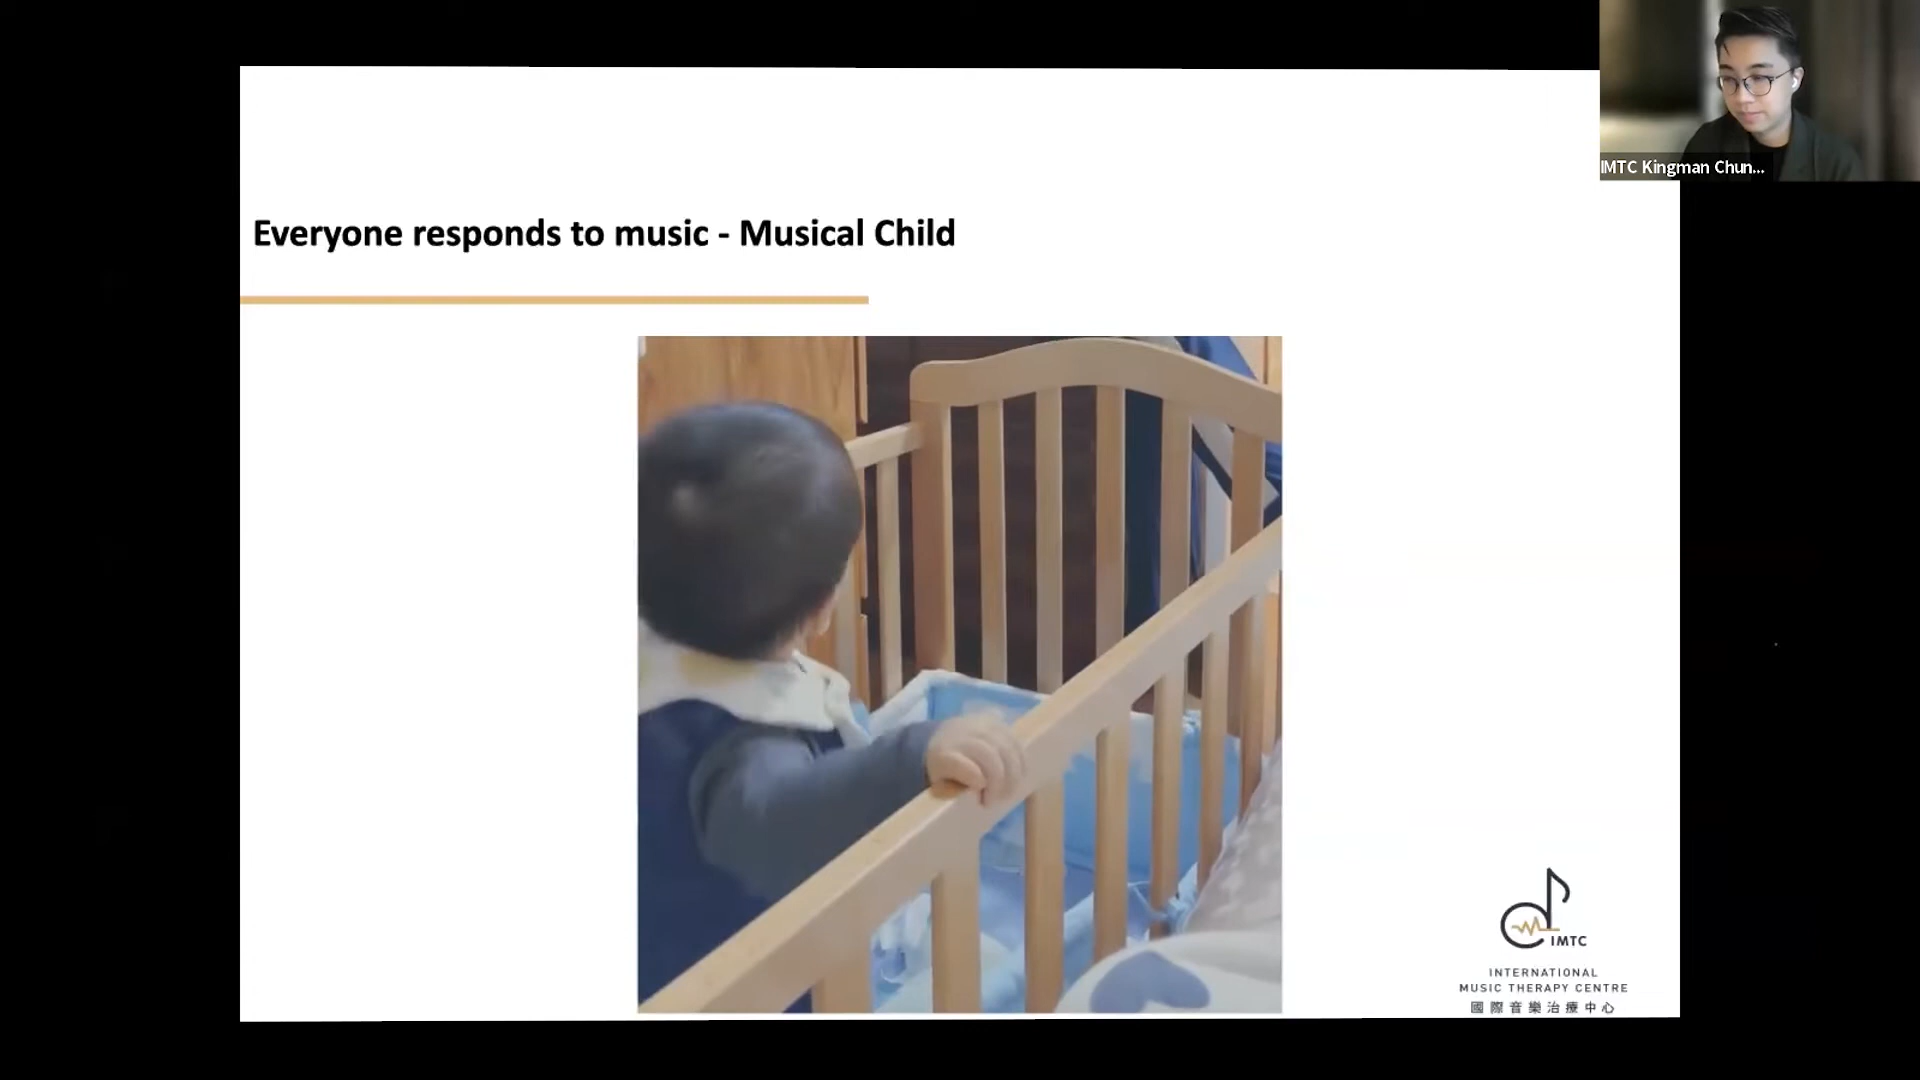 IMTC Kingman Chun...
Everyone responds to music - Musical Child
IMTC
INTERNATIONAL
MUSIC THERAPY CENTRE
國際音樂治療中心